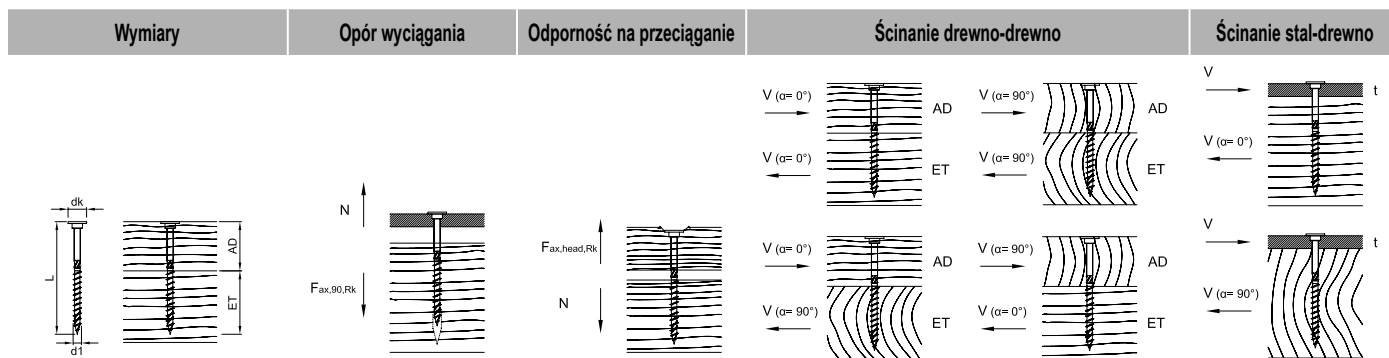 Wymiary
Opór wyciągania
Odporność na przeciąganie
Ścinanie drewno-drewno
Ścinanie stal-drewno
dk
L
d1
AD
ET
N
Fax,90,Rk
Fax,head,Rk
N
V (α= 0°)
AD
V (α= 0°)
ET
V (α= 90°)
AD
V (α= 90°)
ET
V (α= 0°)
AD
V (α= 90°)
ET
V (α= 90°)
AD
V (α= 0°)
ET
V
t
V (α= 0°)
V
t
V (α= 90°)